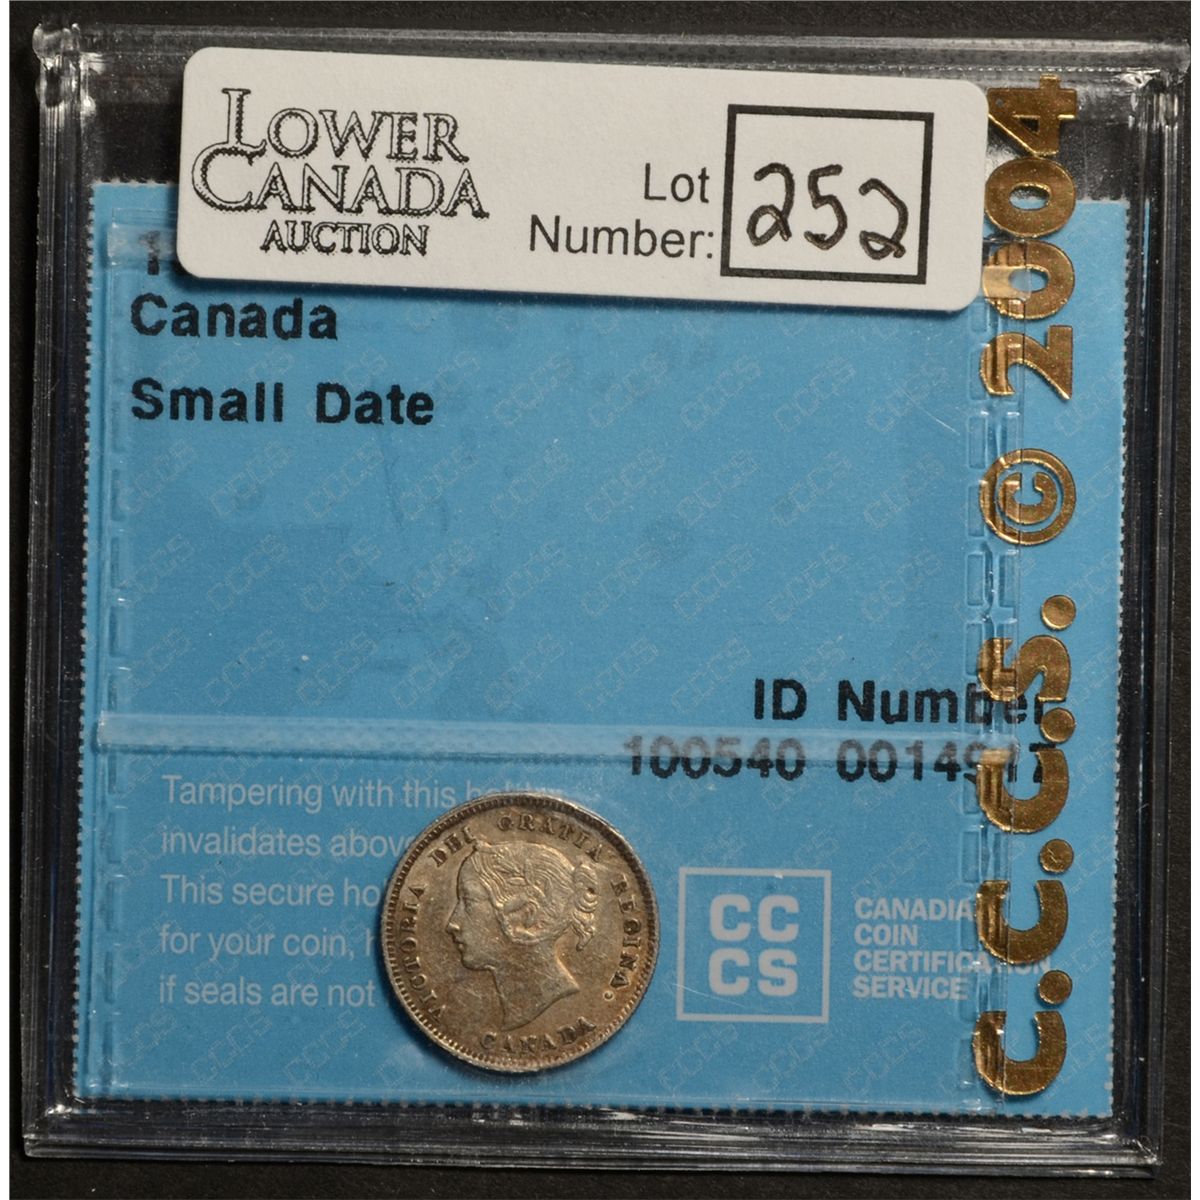 LOWER
CANADA
AUCTION
Lot
Number:
252
Canada
Small Date
ID Number
100540
Tampering with this
invalidates
This secure
for your coin,
if seals are not
CC
CS
CANADIAN
COIN
CERTIFICATION
SERVICE
C.C.C.S. © 2004
VICTORIA DEI GRATIA REGINA.
CANADA